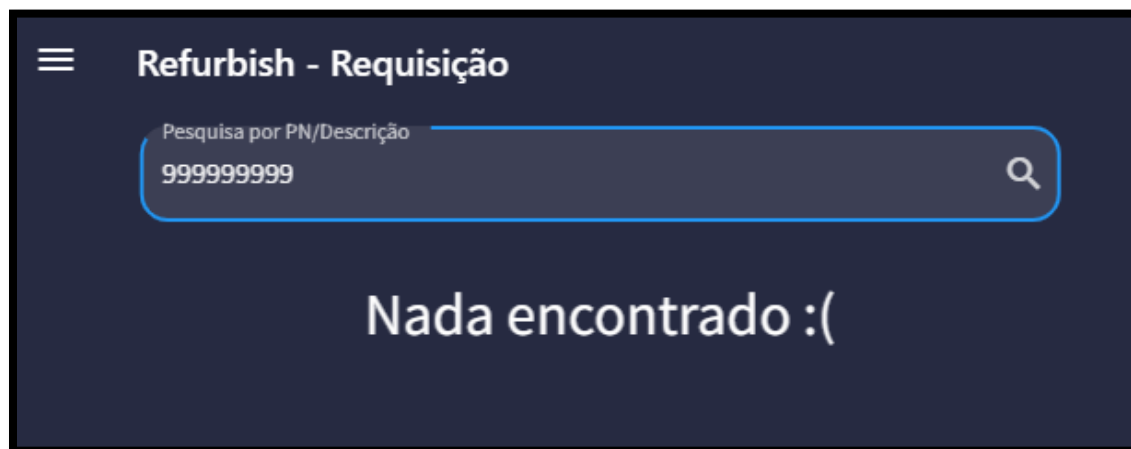 Refurbish - Requisição
Pesquisa por PN/Descrição
999999999
Nada encontrado :(